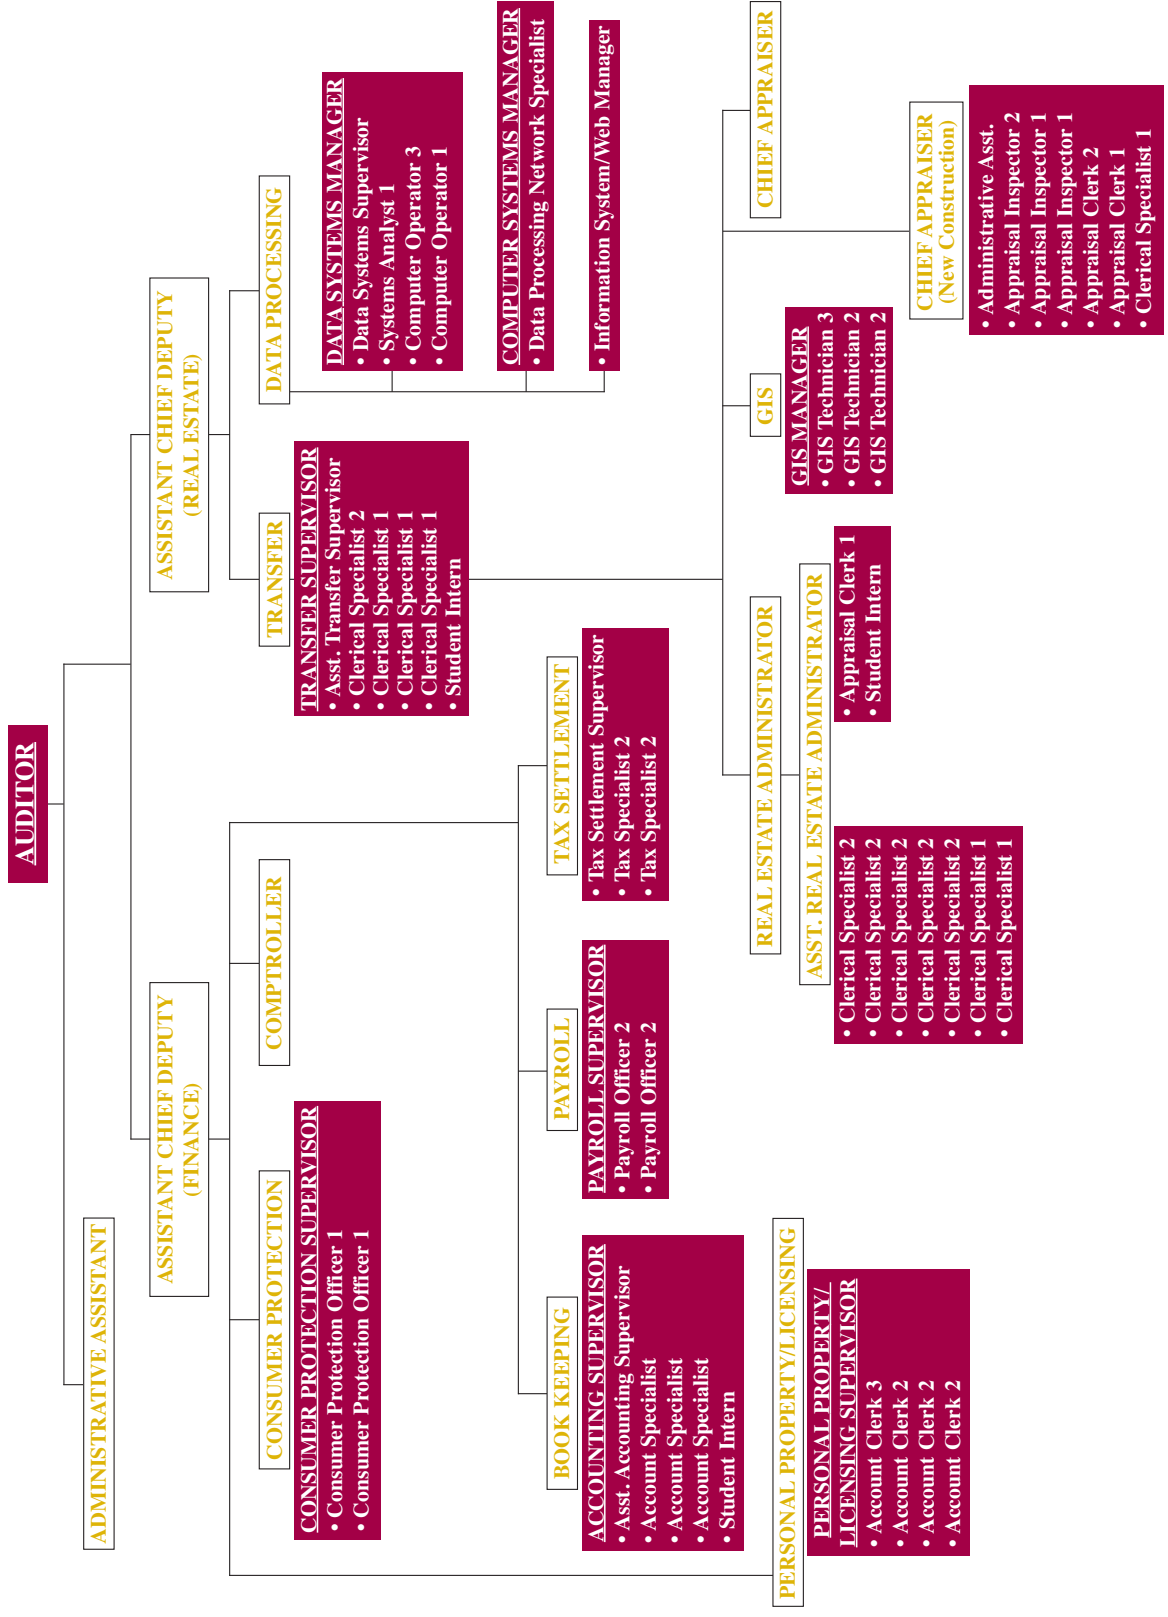 AUDITOR
ADMINISTRATIVE ASSISTANT
ASSISTANT CHIEF DEPUTY
(FINANCE)
ASSISTANT CHIEF DEPUTY
(REAL ESTATE)
CONSUMER PROTECTION
CONSUMER PROTECTION SUPERVISOR
• Consumer Protection Officer 1
• Consumer Protection Officer 1
COMPTROLLER
TRANSFER
TRANSFER SUPERVISOR
• Asst. Transfer Supervisor
• Clerical Specialist 2
• Clerical Specialist 1
• Clerical Specialist 1
• Clerical Specialist 1
• Student Intern
DATA PROCESSING
DATA SYSTEMS MANAGER
• Data Systems Supervisor
• Systems Analyst 1
• Computer Operator 3
• Computer Operator 1
COMPUTER SYSTEMS MANAGER
• Data Processing Network Specialist
• Information System/Web Manager
BOOK KEEPING
ACCOUNTING SUPERVISOR
• Asst. Accounting Supervisor
• Account Specialist
• Account Specialist
• Account Specialist
• Student Intern
PAYROLL
PAYROLL SUPERVISOR
• Payroll Officer 2
• Payroll Officer 2
TAX SETTLEMENT
• Tax Settlement Supervisor
• Tax Specialist 2
• Tax Specialist 2
PERSONAL PROPERTY/LICENSING
PERSONAL PROPERTY/
LICENSING SUPERVISOR
• Account Clerk 3
• Account Clerk 2
• Account Clerk 2
• Account Clerk 2
REAL ESTATE ADMINISTRATOR
ASST. REAL ESTATE ADMINISTRATOR
• Clerical Specialist 2
• Clerical Specialist 2
• Clerical Specialist 2
• Clerical Specialist 2
• Clerical Specialist 2
• Clerical Specialist 1
• Clerical Specialist 1
• Appraisal Clerk 1
• Student Intern
GIS
GIS MANAGER
• GIS Technician 3
• GIS Technician 2
• GIS Technician 2
CHIEF APPRAISER
CHIEF APPRAISER
(New Construction)
• Administrative Asst.
• Appraisal Inspector 2
• Appraisal Inspector 1
• Appraisal Inspector 1
• Appraisal Clerk 2
• Appraisal Clerk 1
• Clerical Specialist 1